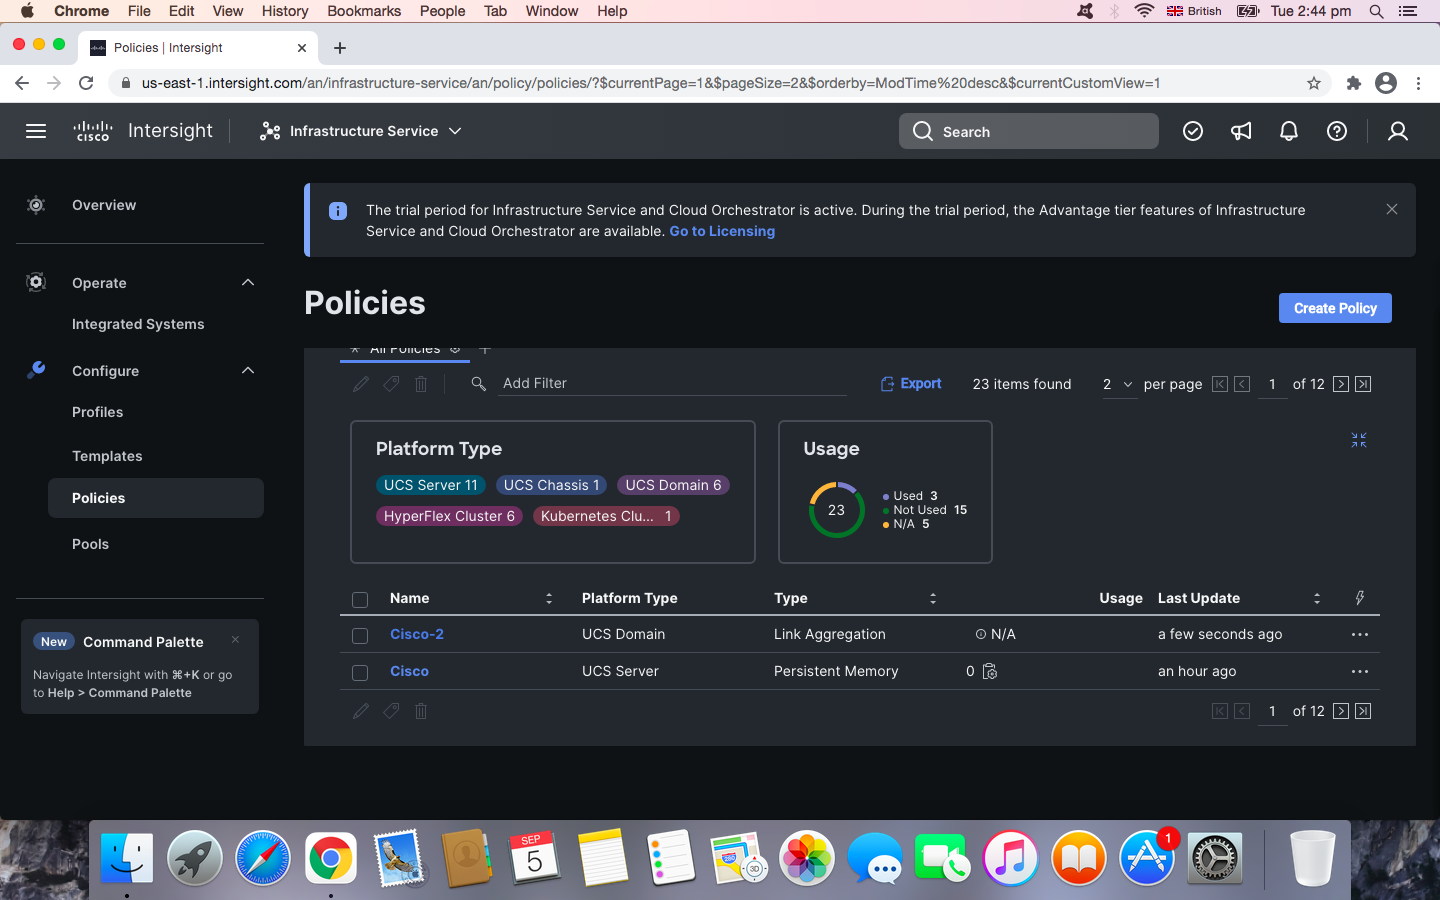 Chrome File Edit View History Bookmarks People Tab Window Help British Tue 2:44 pm
Policies | Intersight
us-east-1.intersight.com/an/infrastructure-service/an/policy/policies/?$currentPage=1&$pageSize=2&$orderby=ModTime%20desc&$currentCustomView=1
CISCO Intersight Infrastructure Service Search
Overview
Operate
Integrated Systems
Configure
Profiles
Templates
Policies
Pools
New Command Palette
Navigate Intersight with ⌘+K or go
to Help > Command Palette
The trial period for Infrastructure Service and Cloud Orchestrator is active. During the trial period, the Advantage tier features of Infrastructure
Service and Cloud Orchestrator are available. Go to Licensing
Policies
Create Policy
All Policies
Add Filter Export 23 items found 2 per page 1 of 12
Platform Type
UCS Server 11 UCS Chassis 1 UCS Domain 6
HyperFlex Cluster 6 Kubernetes Clu... 1
Usage
23
Used 3
Not Used 15
N/A 5
Name Platform Type Type Usage Last Update
Cisco-2 UCS Domain Link Aggregation N/A a few seconds ago
Cisco UCS Server Persistent Memory 0 an hour ago
1 of 12
SEP
5
280
3D
1